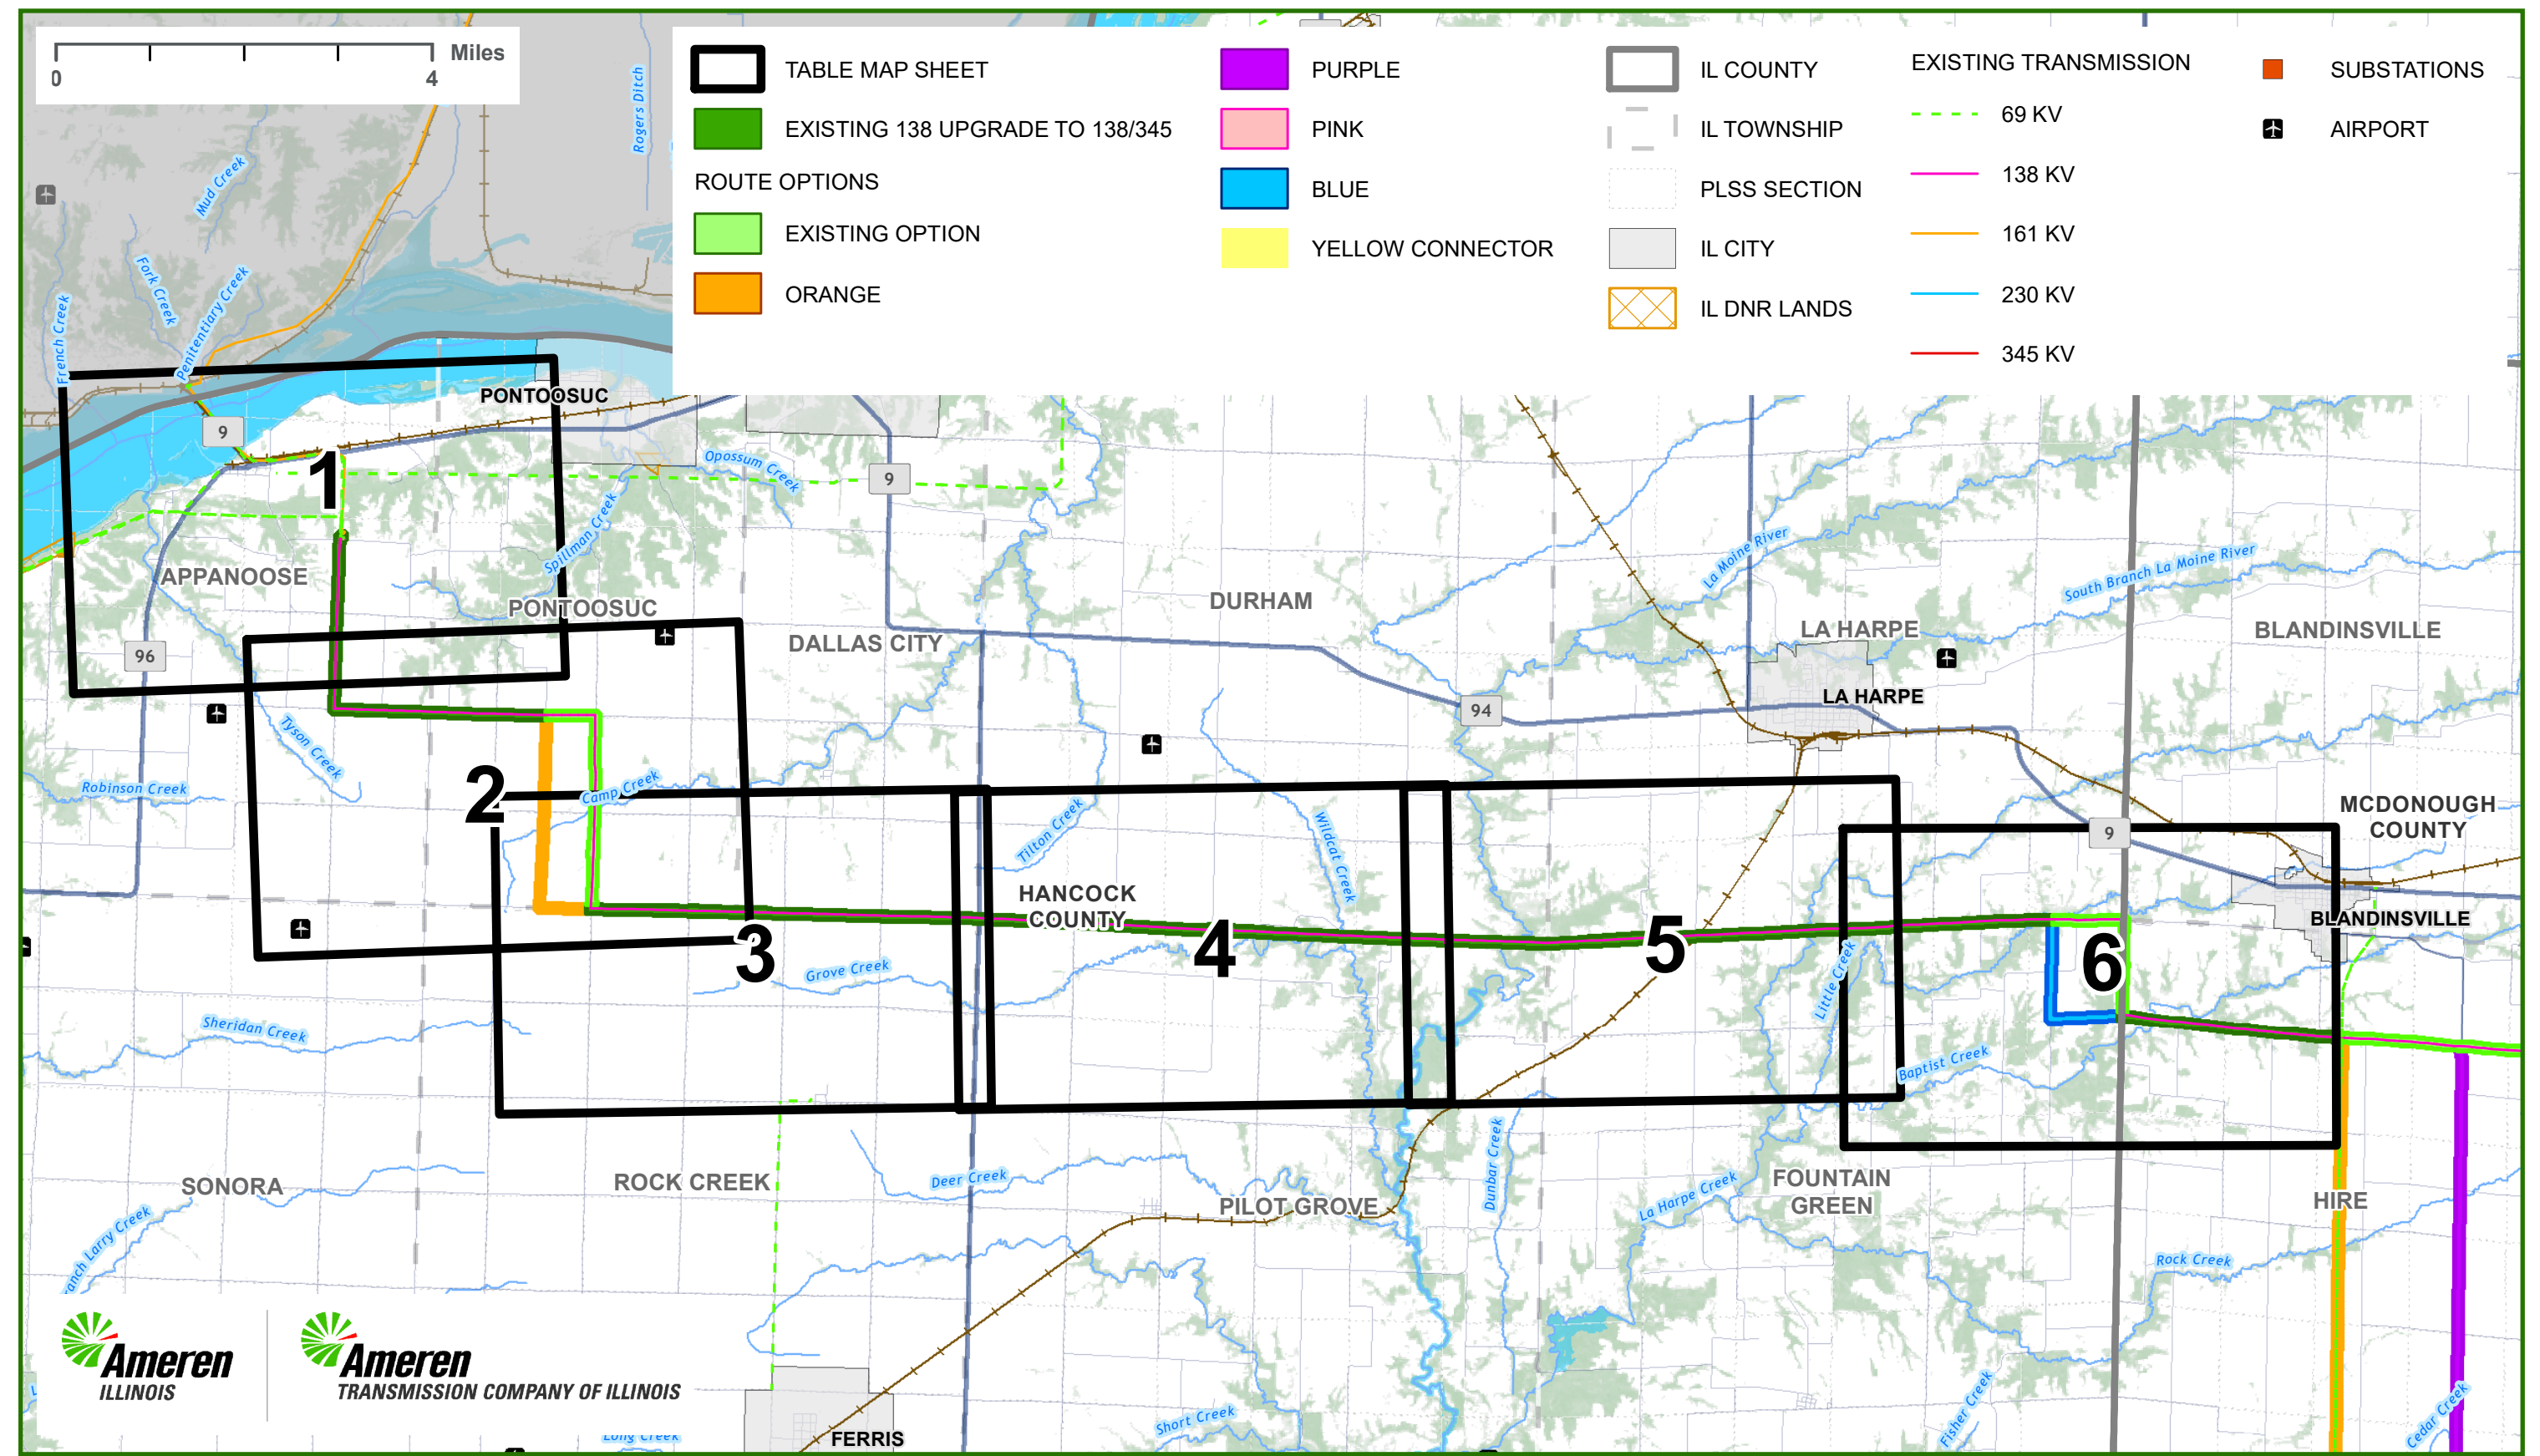 Miles
0
4
TABLE MAP SHEET
EXISTING 138 UPGRADE TO 138/345
ROUTE OPTIONS
EXISTING OPTION
ORANGE
PURPLE
PINK
BLUE
YELLOW CONNECTOR
IL COUNTY
IL TOWNSHIP
PLSS SECTION
IL CITY
IL DNR LANDS
EXISTING TRANSMISSION
69 KV
138 KV
161 KV
230 KV
345 KV
SUBSTATIONS
AIRPORT
Rogers Ditch
Mud Creek
Fork Creek
Penitentiary Creek
French Creek
PONTOOSUC
9
1
Opossum Creek
9
Spillman Creek
APPANOOSE
PONTOOSUC
96
DALLAS CITY
DURHAM
La Moine River
South Branch La Moine River
LA HARPE
BLANDINSVILLE
LA HARPE
94
Tyson Creek
Robinson Creek
2
Camp Creek
Tilton Creek
Wildcat Creek
MCDONOUGH
COUNTY
9
HANCOCK
COUNTY
BLANDINSVILLE
3
4
5
6
Grove Creek
Little Creek
Sheridan Creek
Baptist Creek
SONORA
ROCK CREEK
Deer Creek
PILOT GROVE
Dunbar Creek
La Harpe Creek
FOUNTAIN
GREEN
HIRE
Rock Creek
Larry Creek
Ameren
ILLINOIS
Ameren
TRANSMISSION COMPANY OF ILLINOIS
Short Creek
Fisher Creek
Cedar Creek
Long Creek
FERRIS